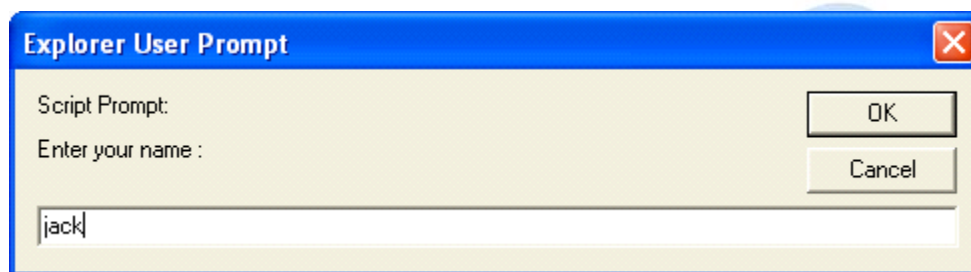 Explorer User Prompt
Script Prompt:
OK
Enter your name :
Cancel
jack